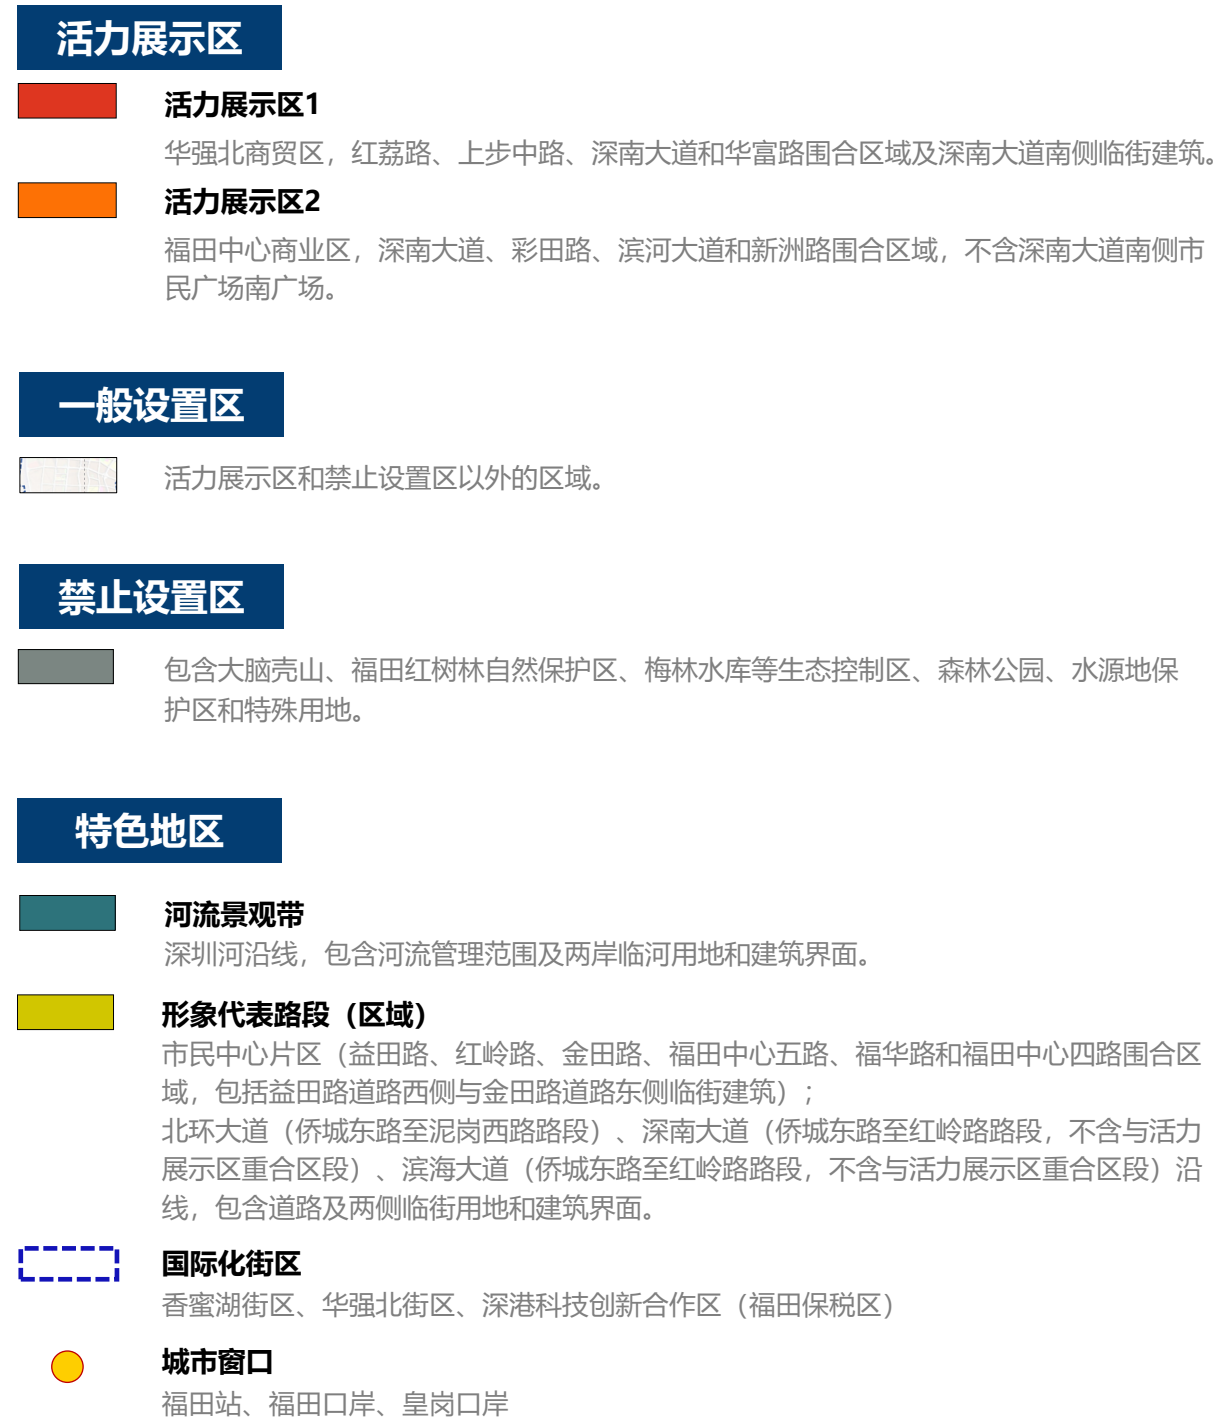 活力展示区
活力展示区1
华强北商贸区，红荔路、上步中路、深南大道和华富路围合区域及深南大道南侧临街建筑。
活力展示区2
福田中心商业区，深南大道、彩田路、滨河大道和新洲路围合区域，不含深南大道南侧市
民广场南广场。
一般设置区
活力展示区和禁止设置区以外的区域。
禁止设置区
包含大脑壳山、福田红树林自然保护区、梅林水库等生态控制区、森林公园、水源地保
护区和特殊用地。
特色地区
河流景观带
深圳河沿线，包含河流管理范围及两岸临河用地和建筑界面。
形象代表路段（区域）
市民中心片区（益田路、红岭路、金田路、福田中心五路、福华路和福田中心四路围合区
域，包括益田路道路西侧与金田路道路东侧临街建筑）；
北环大道（侨城东路至泥岗西路路段）、深南大道（侨城东路至红岭路路段，不含与活力
展示区重合区段）、滨海大道（侨城东路至红岭路路段，不含与活力展示区重合区段）沿
线，包含道路及两侧临街用地和建筑界面。
国际化街区
香蜜湖街区、华强北街区、深港科技创新合作区（福田保税区）
城市窗口
福田站、福田口岸、皇岗口岸